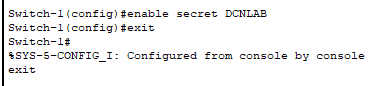 Switch-1(config)#enable secret DCNLAB
Switch-1(config)#exit
Switch-1#
%SYS-5-CONFIG_I: Configured from console by console
exit